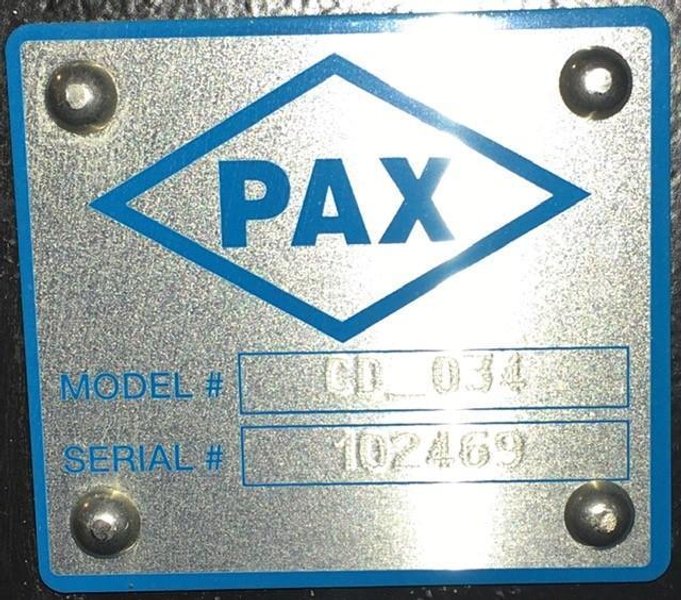 PAX
MODEL # CD_034
SERIAL # 102469